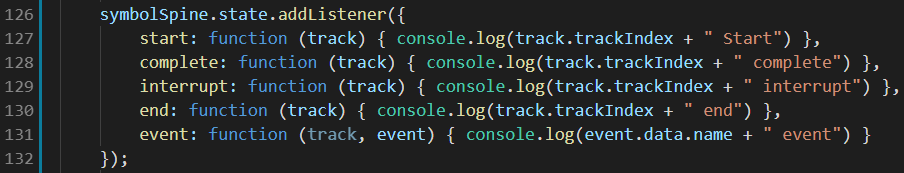 126 symbolSpine.state.addListener({
127 start: function (track) { console.log(track.trackIndex + " Start") },
128 complete: function (track) { console.log(track.trackIndex + " complete") },
129 interrupt: function (track) { console.log(track.trackIndex + " interrupt") },
130 end: function (track) { console.log(track.trackIndex + " end") },
131 event: function (track, event) { console.log(event.data.name + " event") }
132 });